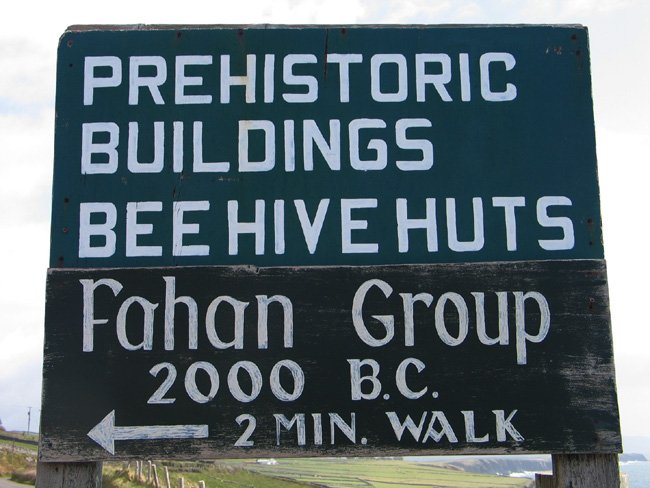 PREHISTORIC
BUILDINGS
BEE HIVE HUTS
Fahan Group
2000 B.C.
2 MIN. WALK